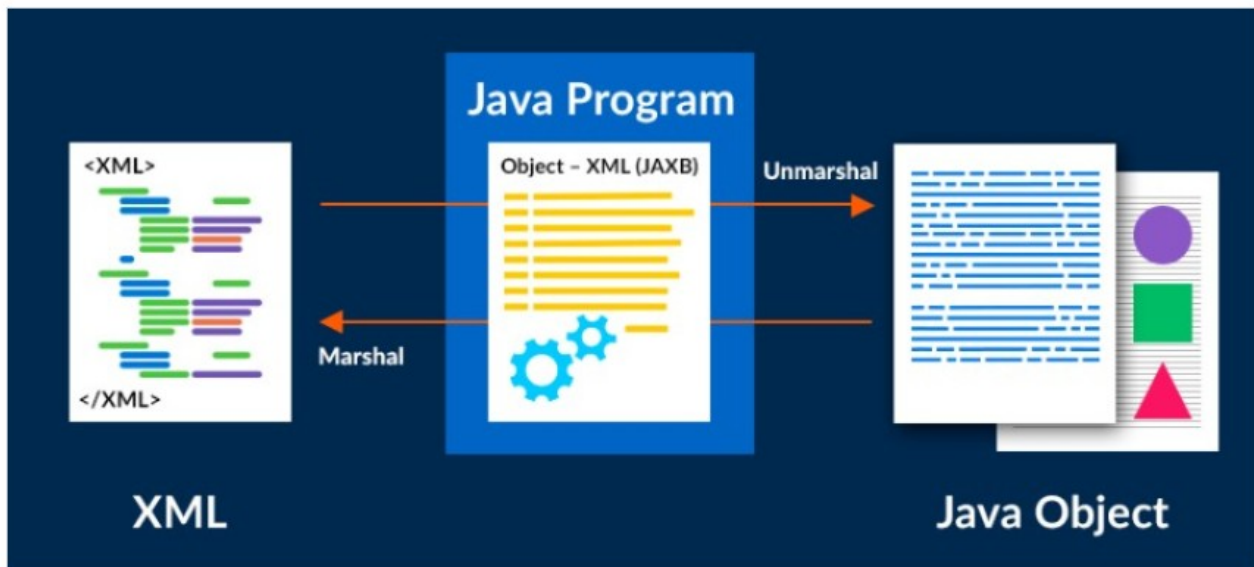 Java Program
<XML>
Object – XML (JAXB)
Unmarshal
Marshal
</XML>
XML
Java Object